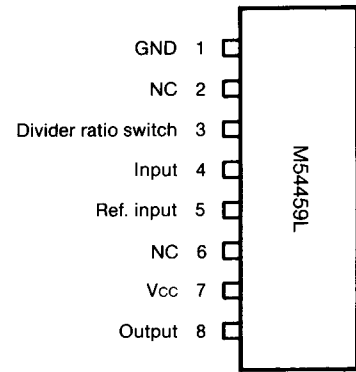 GND 1
NC 2
Divider ratio switch 3
Input 4
Ref. input 5
NC 6
Vcc 7
Output 8
M54459L